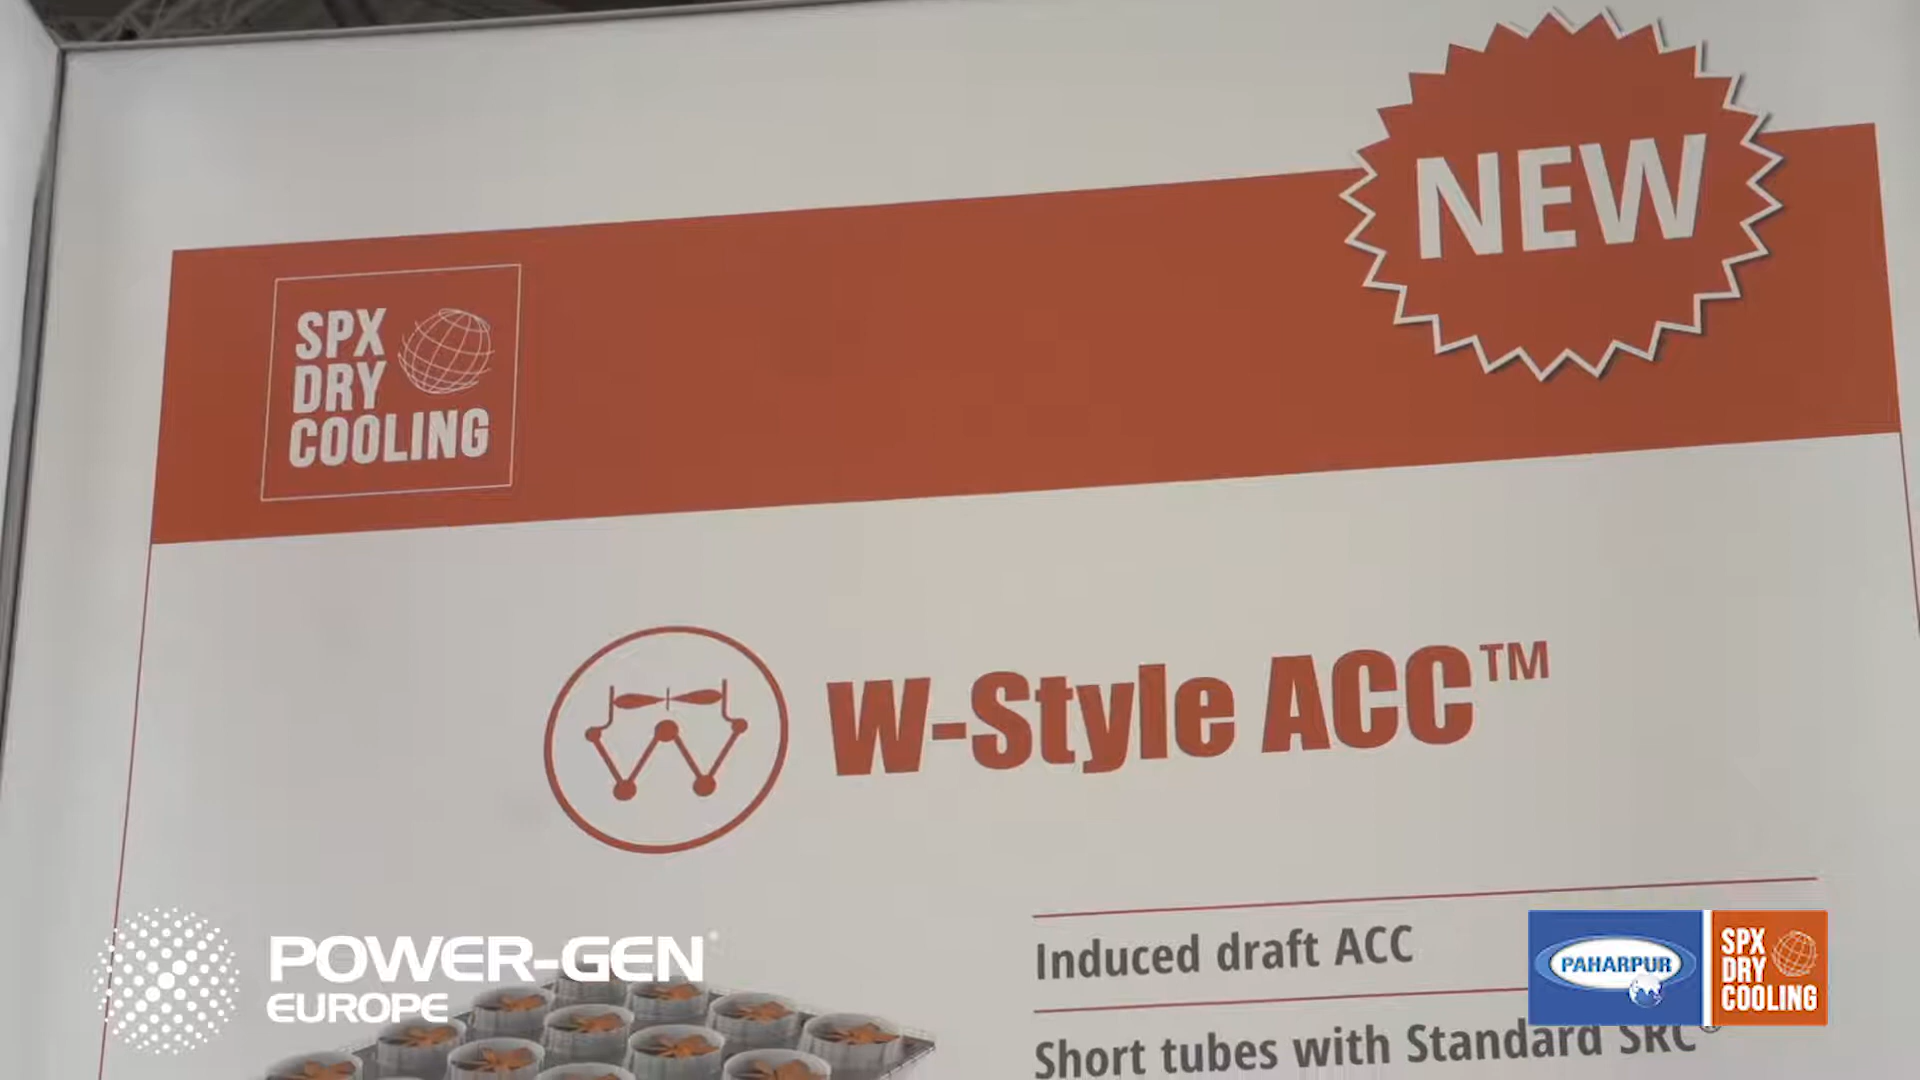 NEW
SPX
DRY
COOLING
W-Style ACC™
Induced draft ACC
Short tubes with Standard SRC®
POWER-GEN®
EUROPE
PAHARPUR
SPX
DRY
COOLING